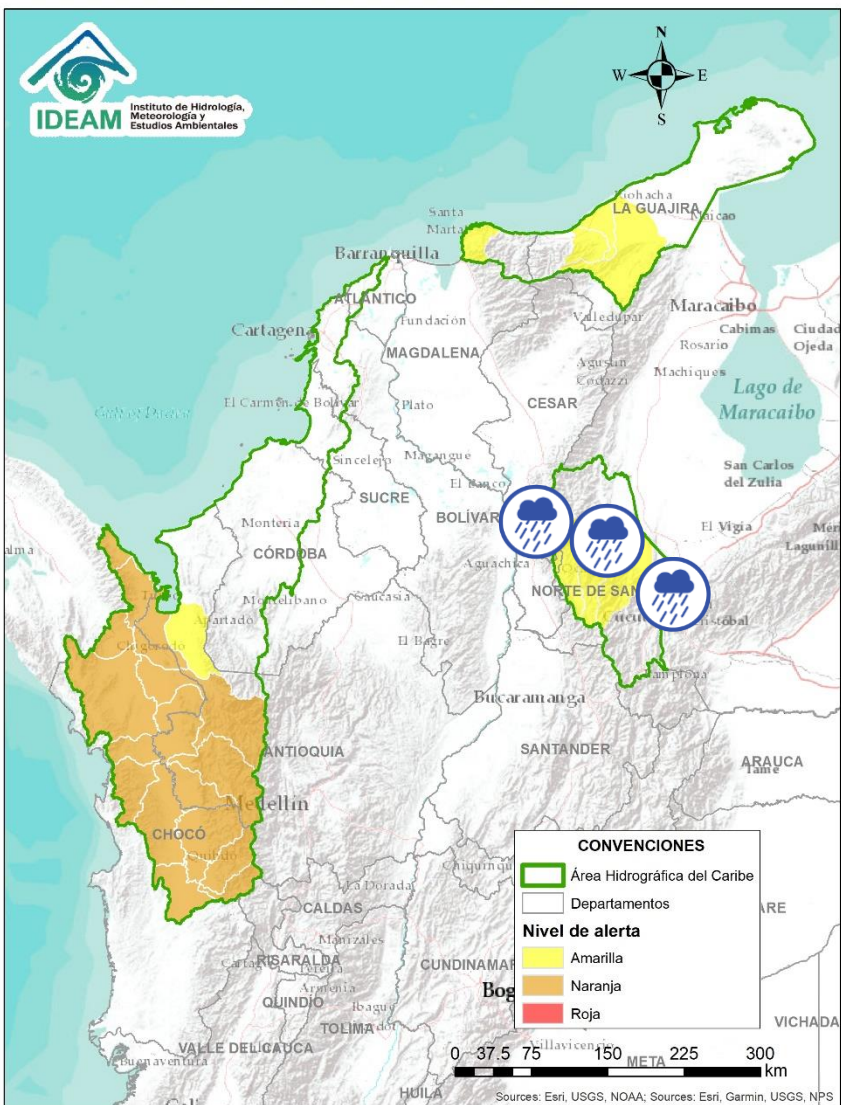 IDEAM
Instituto de Hidrología,
Meteorología y
Estudios Ambientales
N
W
E
S
Riohacha
LA GUAJIRA
Maicao
Santa
Marta
Barranquilla
ATLÁNTICO
Maracaibo
Cabimas
Ciudad
Ojeda
Rosario
Machiques
Valledupar
Fundación
Cartagena
MAGDALENA
Agustín
Codazzi
Lago de
Maracaibo
El Carmen de Bolívar
Plato
CESAR
Sincelejo
Magangue
San Carlos
del Zulia
El Banco
SUCRE
BOLÍVAR
El Vigía
Montería
CÓRDOBA
Aguachica
NORTE DE SAN
Montelibano
Caucasia
Apartado
Chigorodo
El Bagre
Bucaramanga
SANTANDER
ANTIOQUIA
ARAUCA
Tame
Medellín
CHOCÓ
Quibdó
La Dorada
CALDAS
Manizales
RISARALDA
Pereira
Armenia
CUNDINAMAR
QUINDÍO
Ibagué
TOLIMA
Bog
VALLE DEL CAUCA
Buenaventura
Villavicencio
META
VICHADA
HUILA
CONVENCIONES
Área Hidrográfica del Caribe
Departamentos
Nivel de alerta
Amarilla
Naranja
Roja
0 37.5 75 150 225 300
km
Sources: Esri, USGS, NOAA; Sources: Esri, Garmin, USGS, NPS